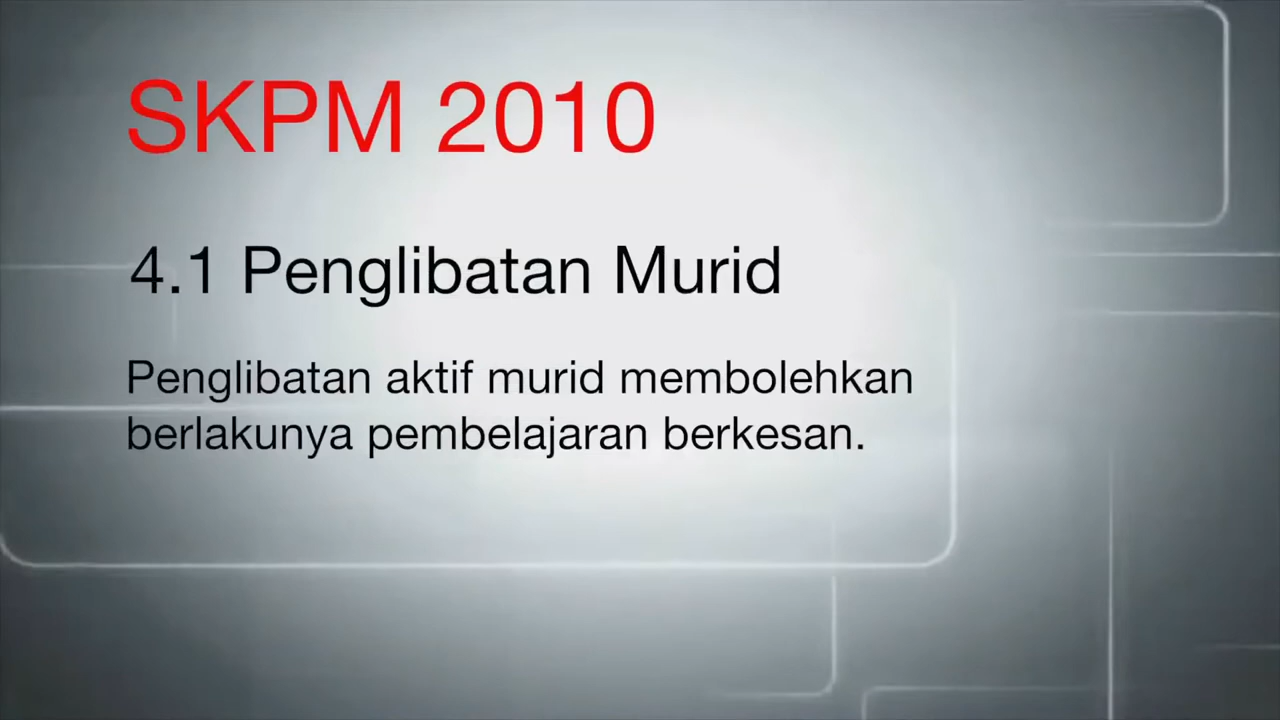 SKPM 2010
4.1 Penglibatan Murid
Penglibatan aktif murid membolehkan
berlakunya pembelajaran berkesan.